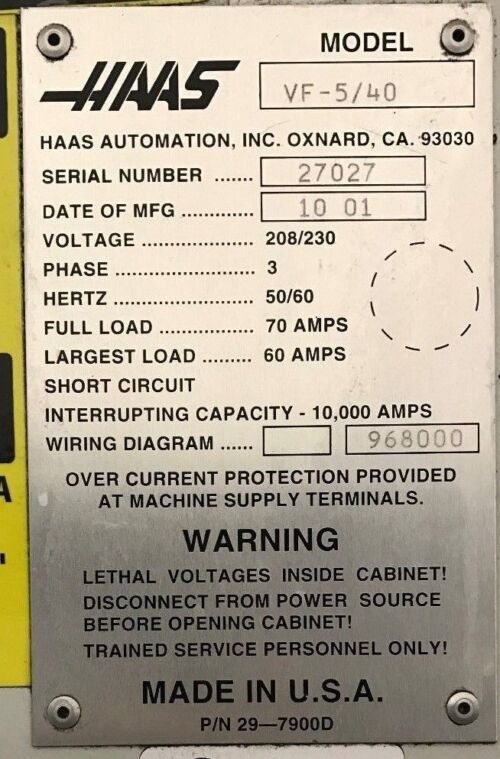 MODEL
HAAS
VF-5/40
HAAS AUTOMATION, INC. OXNARD, CA. 93030
SERIAL NUMBER ....... 27027
DATE OF MFG ............. 10 01
VOLTAGE .................... 208/230
PHASE ......................... 3
HERTZ ......................... 50/60
FULL LOAD ................. 70 AMPS
LARGEST LOAD ......... 60 AMPS
SHORT CIRCUIT
INTERRUPTING CAPACITY - 10,000 AMPS
WIRING DIAGRAM ...... 968000
OVER CURRENT PROTECTION PROVIDED
AT MACHINE SUPPLY TERMINALS.
WARNING
LETHAL VOLTAGES INSIDE CABINET!
DISCONNECT FROM POWER SOURCE
BEFORE OPENING CABINET!
TRAINED SERVICE PERSONNEL ONLY!
MADE IN U.S.A.
P/N 29—7900D